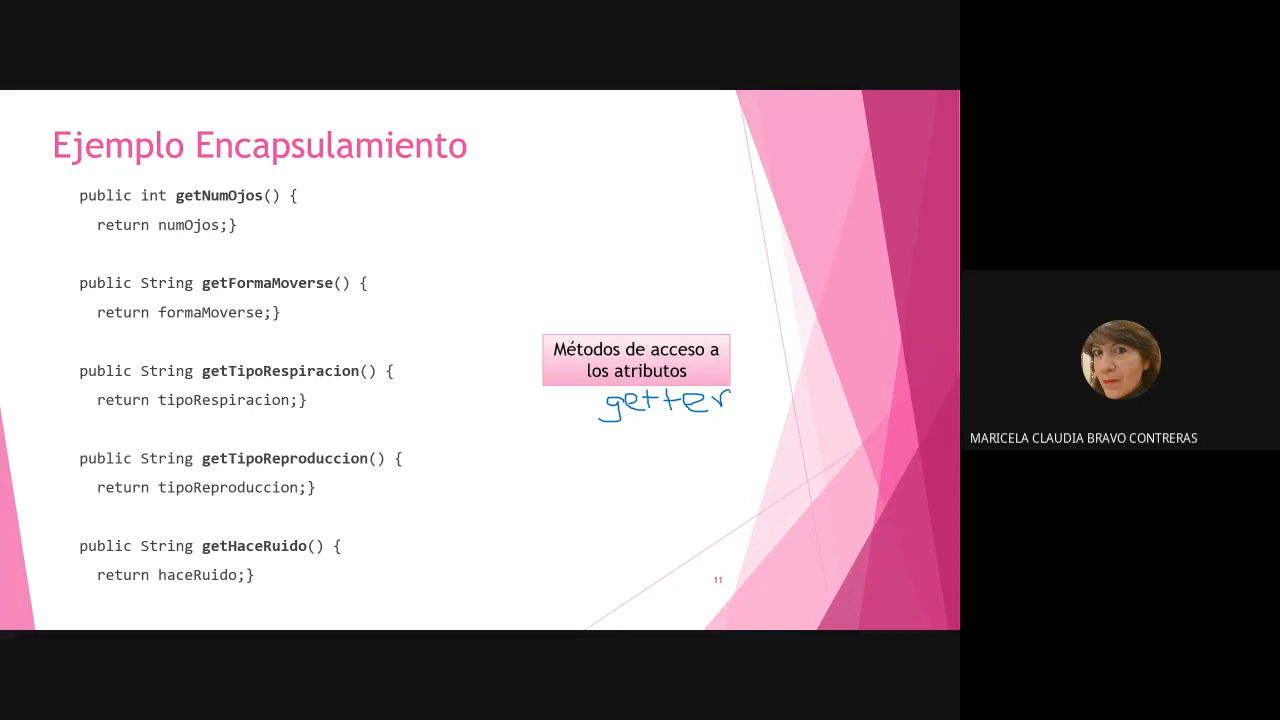 Ejemplo Encapsulamiento
public int getNumOjos() {
return numOjos;}
public String getFormaMoverse() {
return formaMoverse;}
public String getTipoRespiracion() {
return tipoRespiracion;}
public String getTipoReproduccion() {
return tipoReproduccion;}
public String getHaceRuido() {
return haceRuido;}
Métodos de acceso a
los atributos
getter
11
MARICELA CLAUDIA BRAVO CONTRERAS